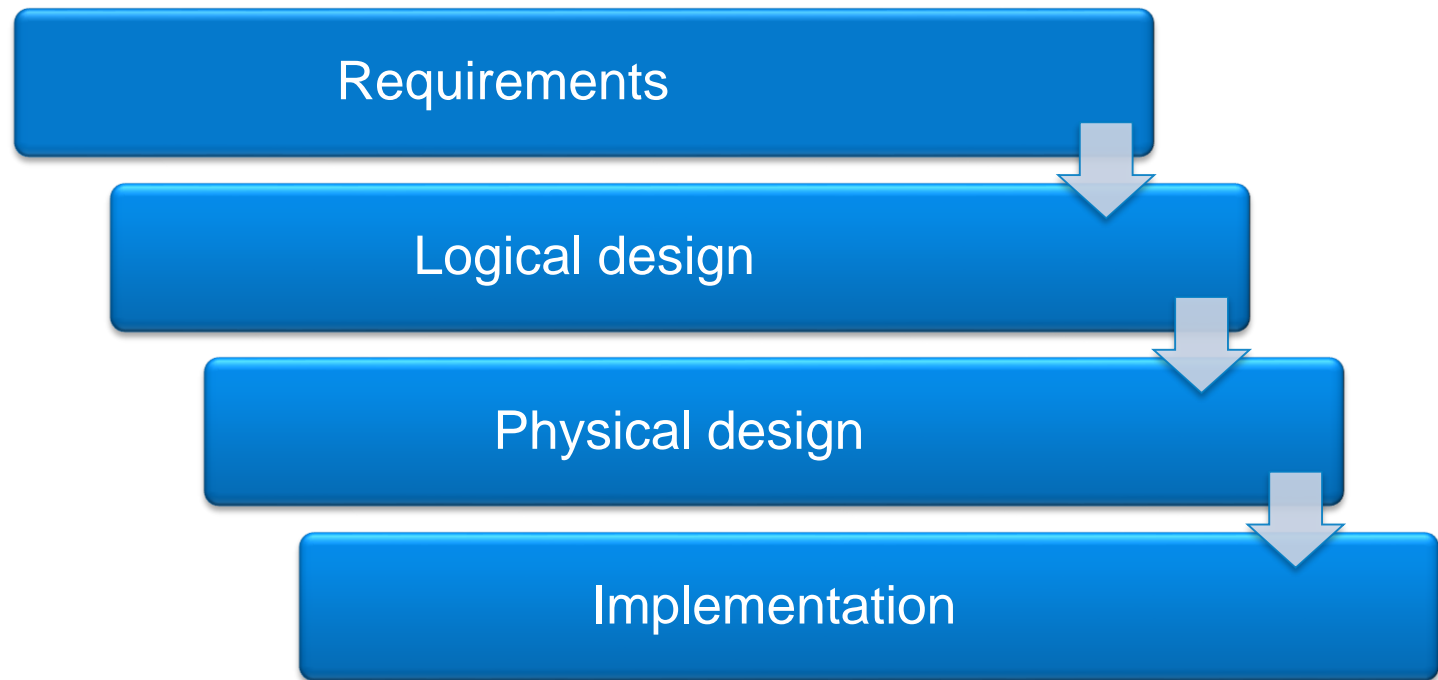 Requirements
Logical design
Physical design
Implementation